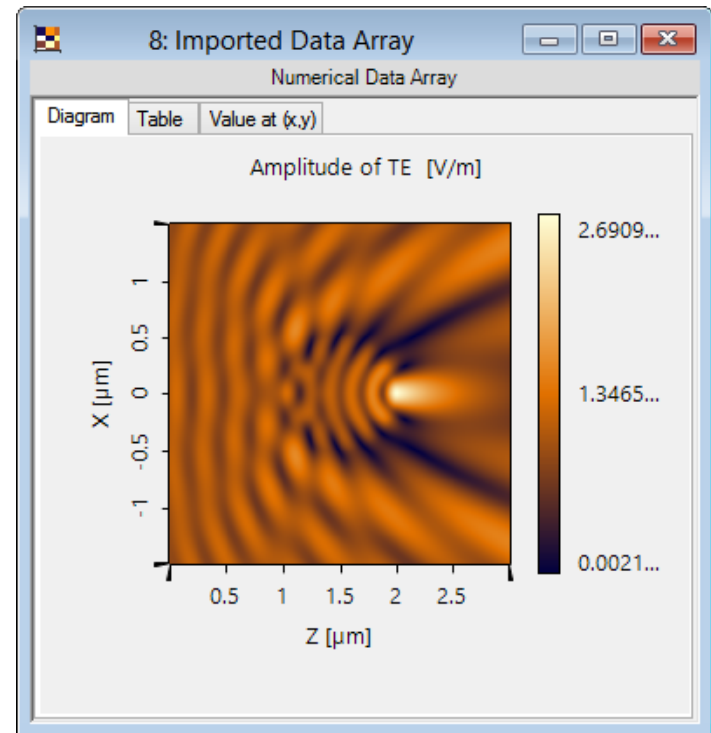 8: Imported Data Array
Numerical Data Array
Diagram Table Value at (x,y)
Amplitude of TE [V/m]
2.6909...
1.3465...
0.0021...
X [µm]
1
0.5
0
-0.5
-1
0.5 1 1.5 2 2.5
Z [µm]